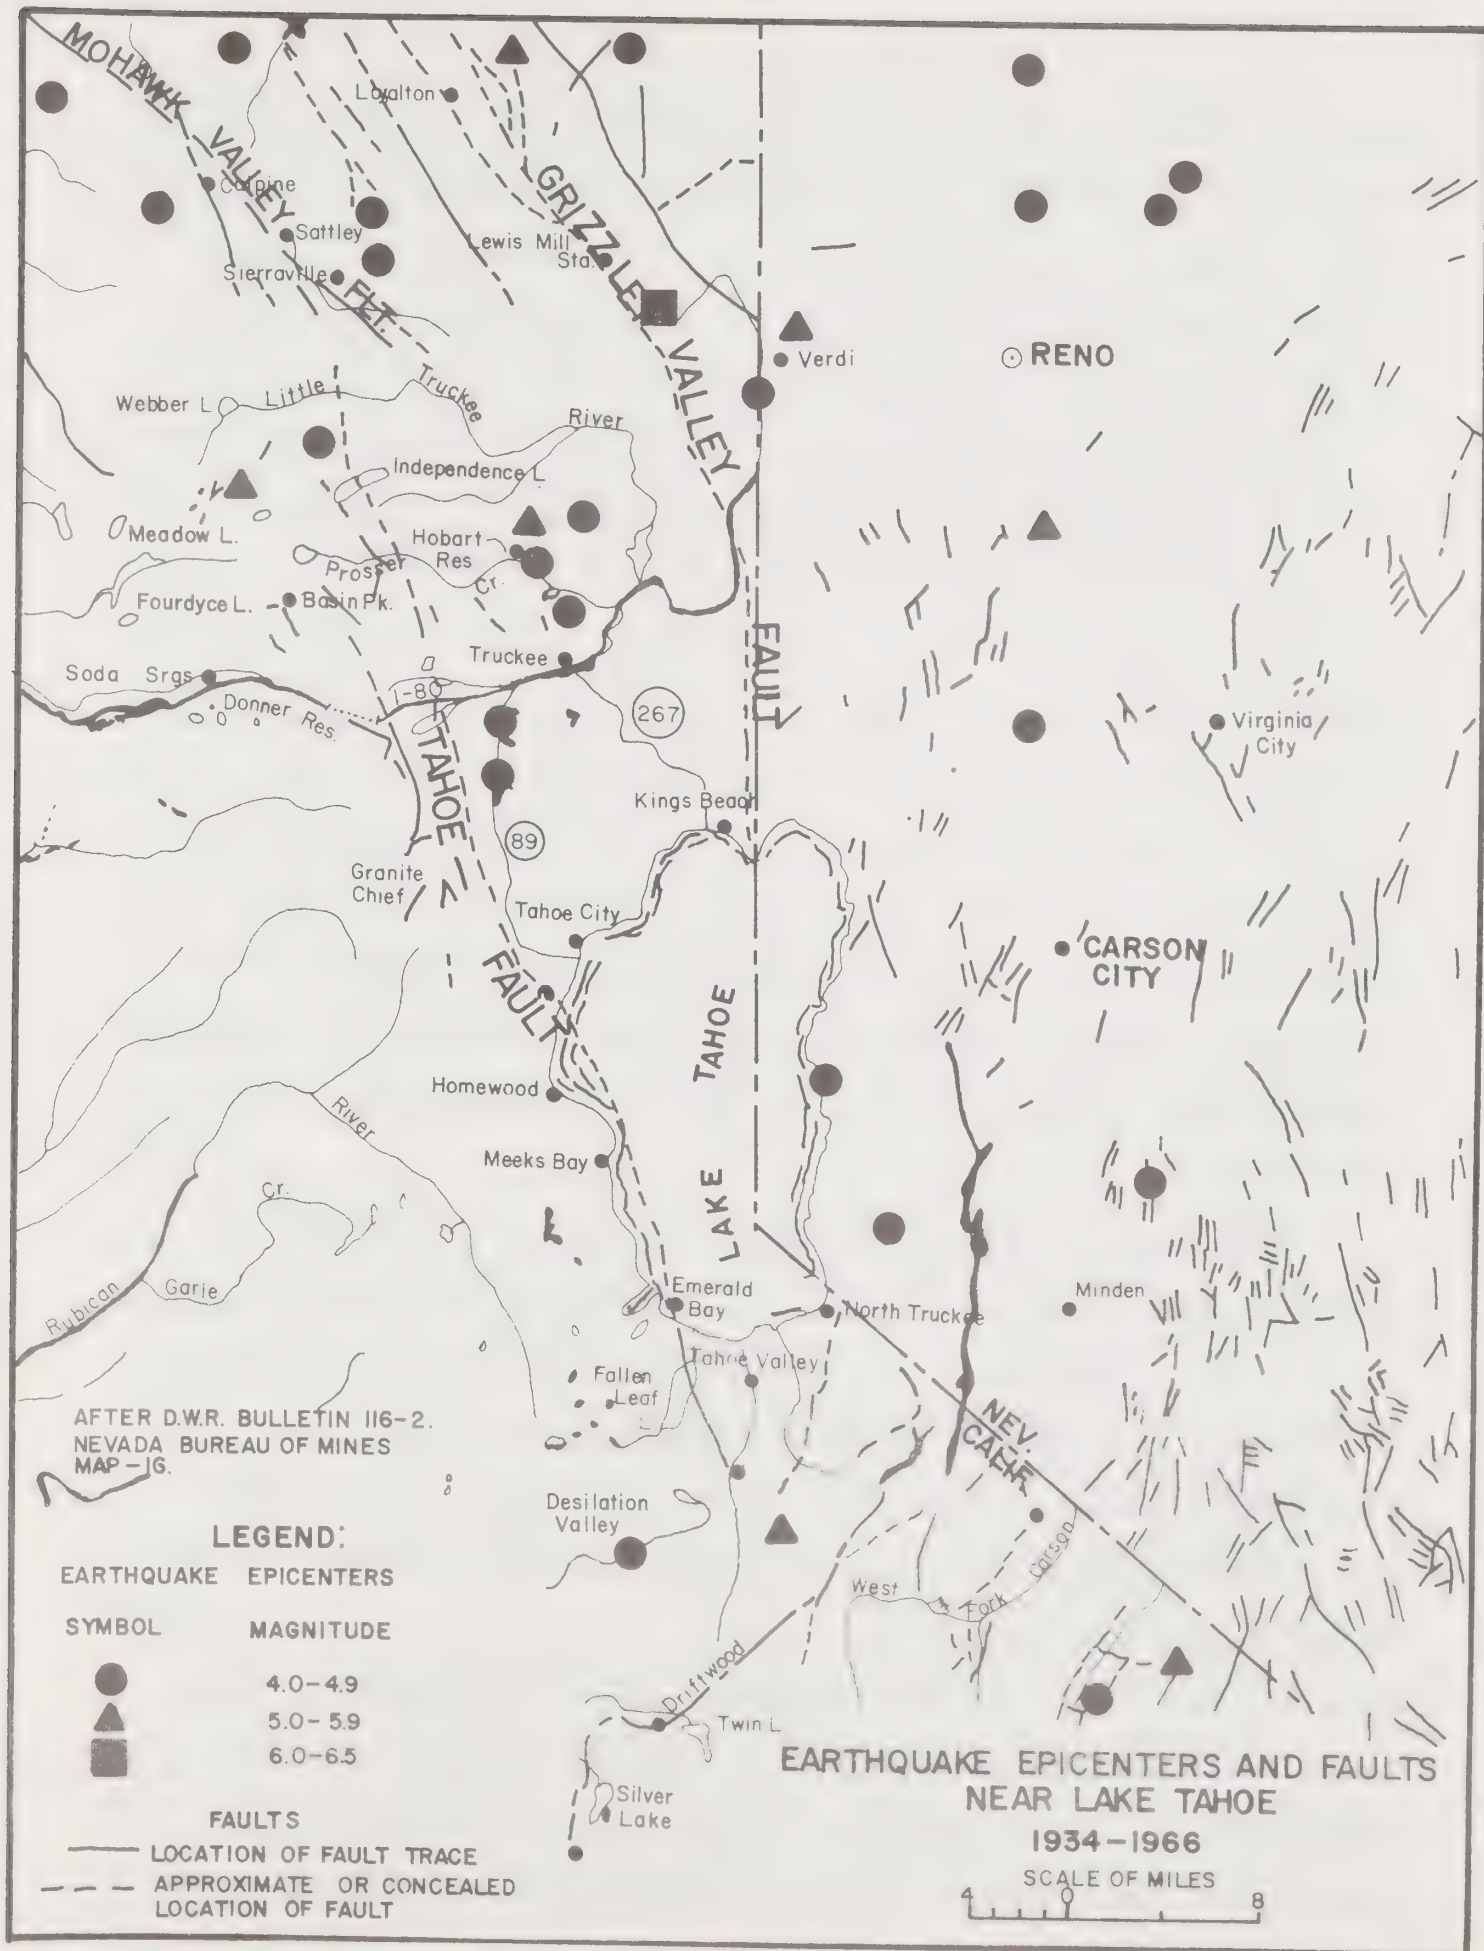 MOHAWK VALLEY FLT.
Loyalton
Calpine
Sattley
Sierraville
GRIZZLEY VALLEY FAULT
Lewis Mill
Sta.
Verdi
RENO
Webber L
Little Truckee River
Independence L
Meadow L.
Hobart
Res
Prosser Cr.
Fourdyce L.
Basin Pk.
Truckee
Soda Srgs
I-80
Donner Res.
267
Virginia
City
TAHOE FAULT
Kings Beach
89
Granite
Chief
Tahoe City
CARSON
CITY
LAKE TAHOE
Homewood
River
Meeks Bay
Cr.
Garle
Rubican
Emerald
Bay
North Truckee
Minden
Tahoe Valley
Fallen
Leaf
NEV.
CALIF.
AFTER D.W.R. BULLETIN 116-2.
NEVADA BUREAU OF MINES
MAP-16.
Desilation
Valley
West Fork Carson
Driftwood
Twin L
Silver
Lake
LEGEND:
EARTHQUAKE EPICENTERS
SYMBOL MAGNITUDE
4.0-4.9
5.0-5.9
6.0-6.5
FAULTS
LOCATION OF FAULT TRACE
APPROXIMATE OR CONCEALED
LOCATION OF FAULT
EARTHQUAKE EPICENTERS AND FAULTS
NEAR LAKE TAHOE
1934-1966
SCALE OF MILES
4 0 8